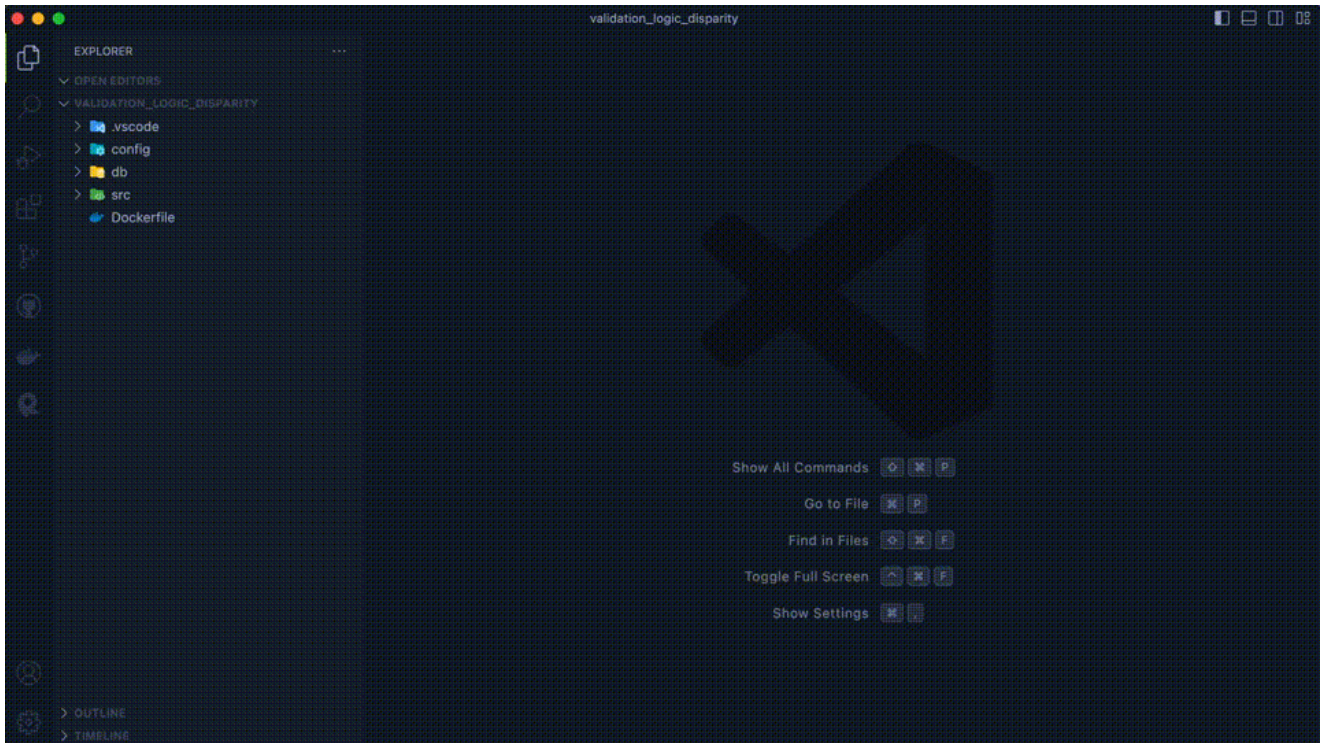 validation_logic_disparity
EXPLORER
OPEN EDITORS
VALIDATION_LOGIC_DISPARITY
.vscode
config
db
src
Dockerfile
Show All Commands ⇧ ⌘ P
Go to File ⌘ P
Find in Files ⇧ ⌘ F
Toggle Full Screen ^ ⌘ F
Show Settings ⌘ ,
OUTLINE
TIMELINE